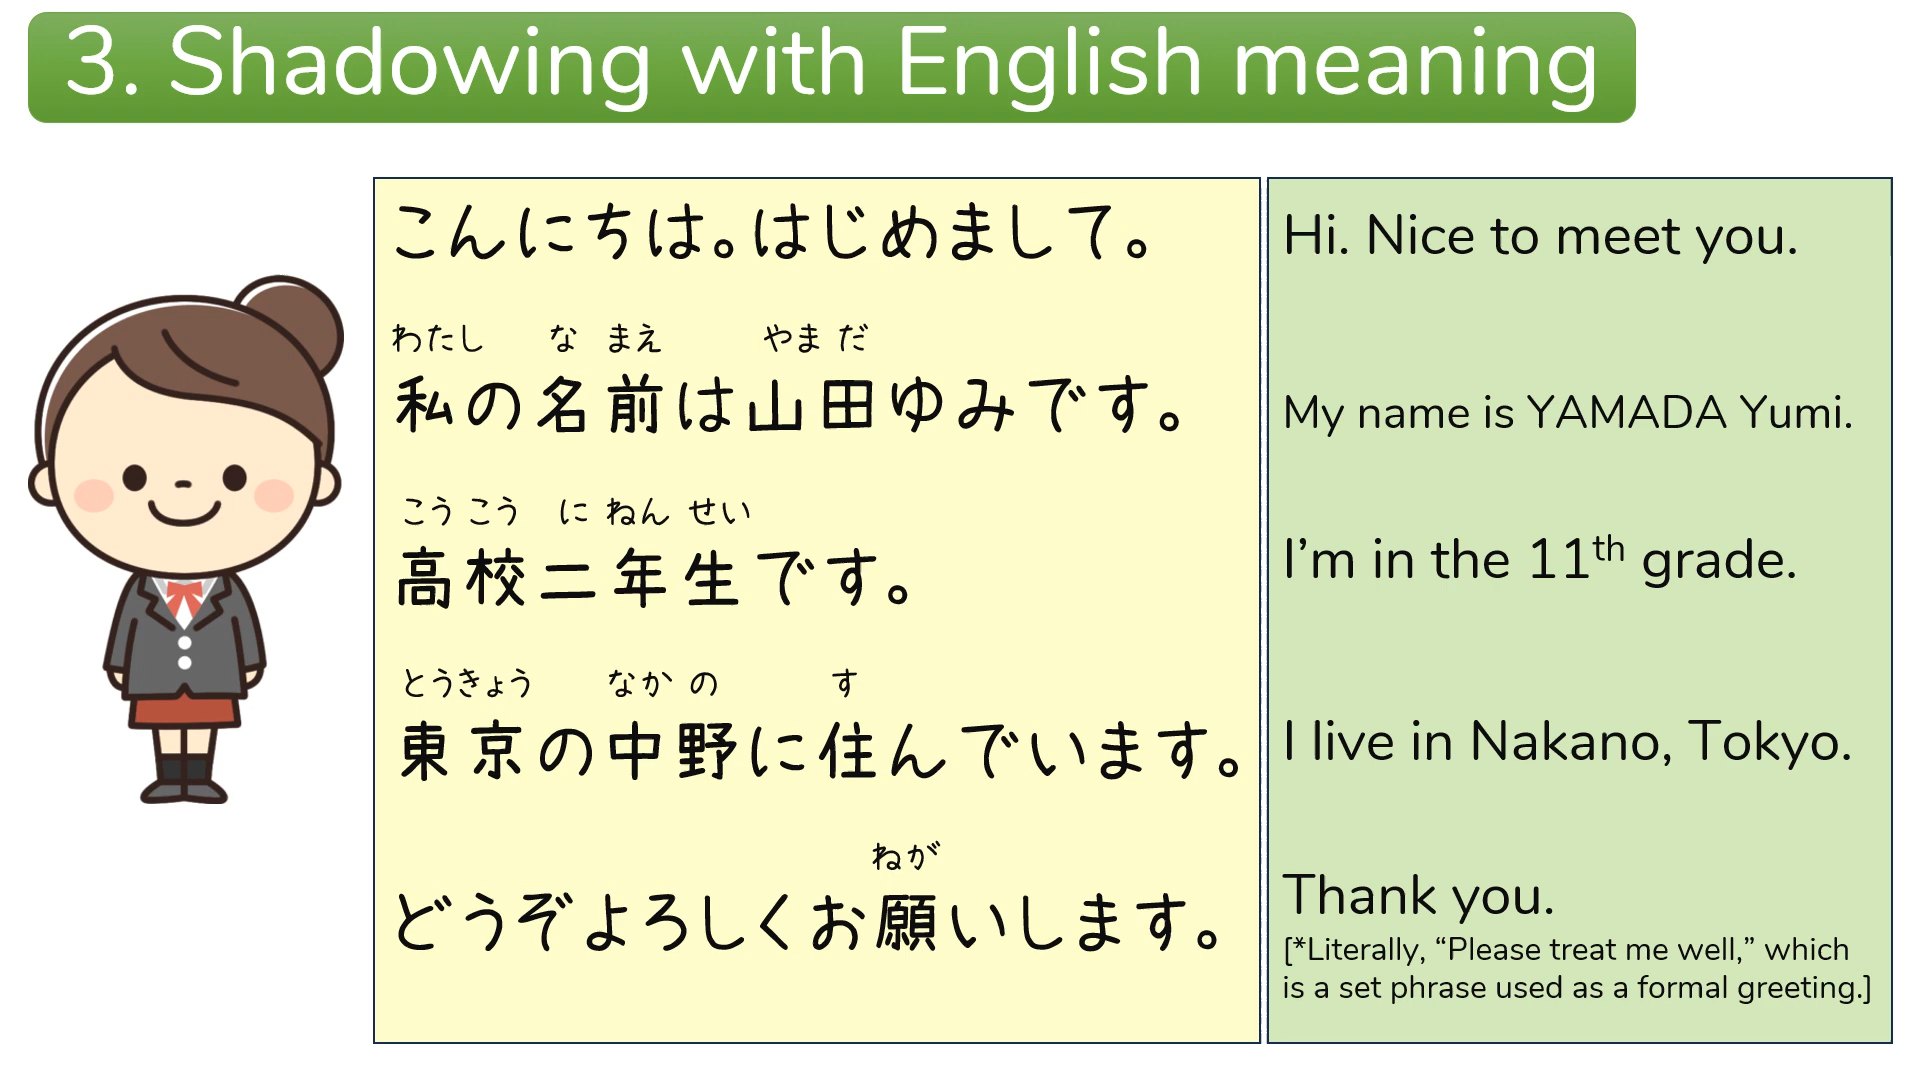 3. Shadowing with English meaning
こんにちは。はじめまして。
Hi. Nice to meet you.
わたし な まえ やま だ
私の名前は山田ゆみです。
My name is YAMADA Yumi.
こう こう に ねん せい
高校二年生です。
I’m in the 11th grade.
とうきょう なか の す
東京の中野に住んでいます。
I live in Nakano, Tokyo.
ねが
どうぞよろしくお願いします。
Thank you.
[*Literally, “Please treat me well,” which
is a set phrase used as a formal greeting.]